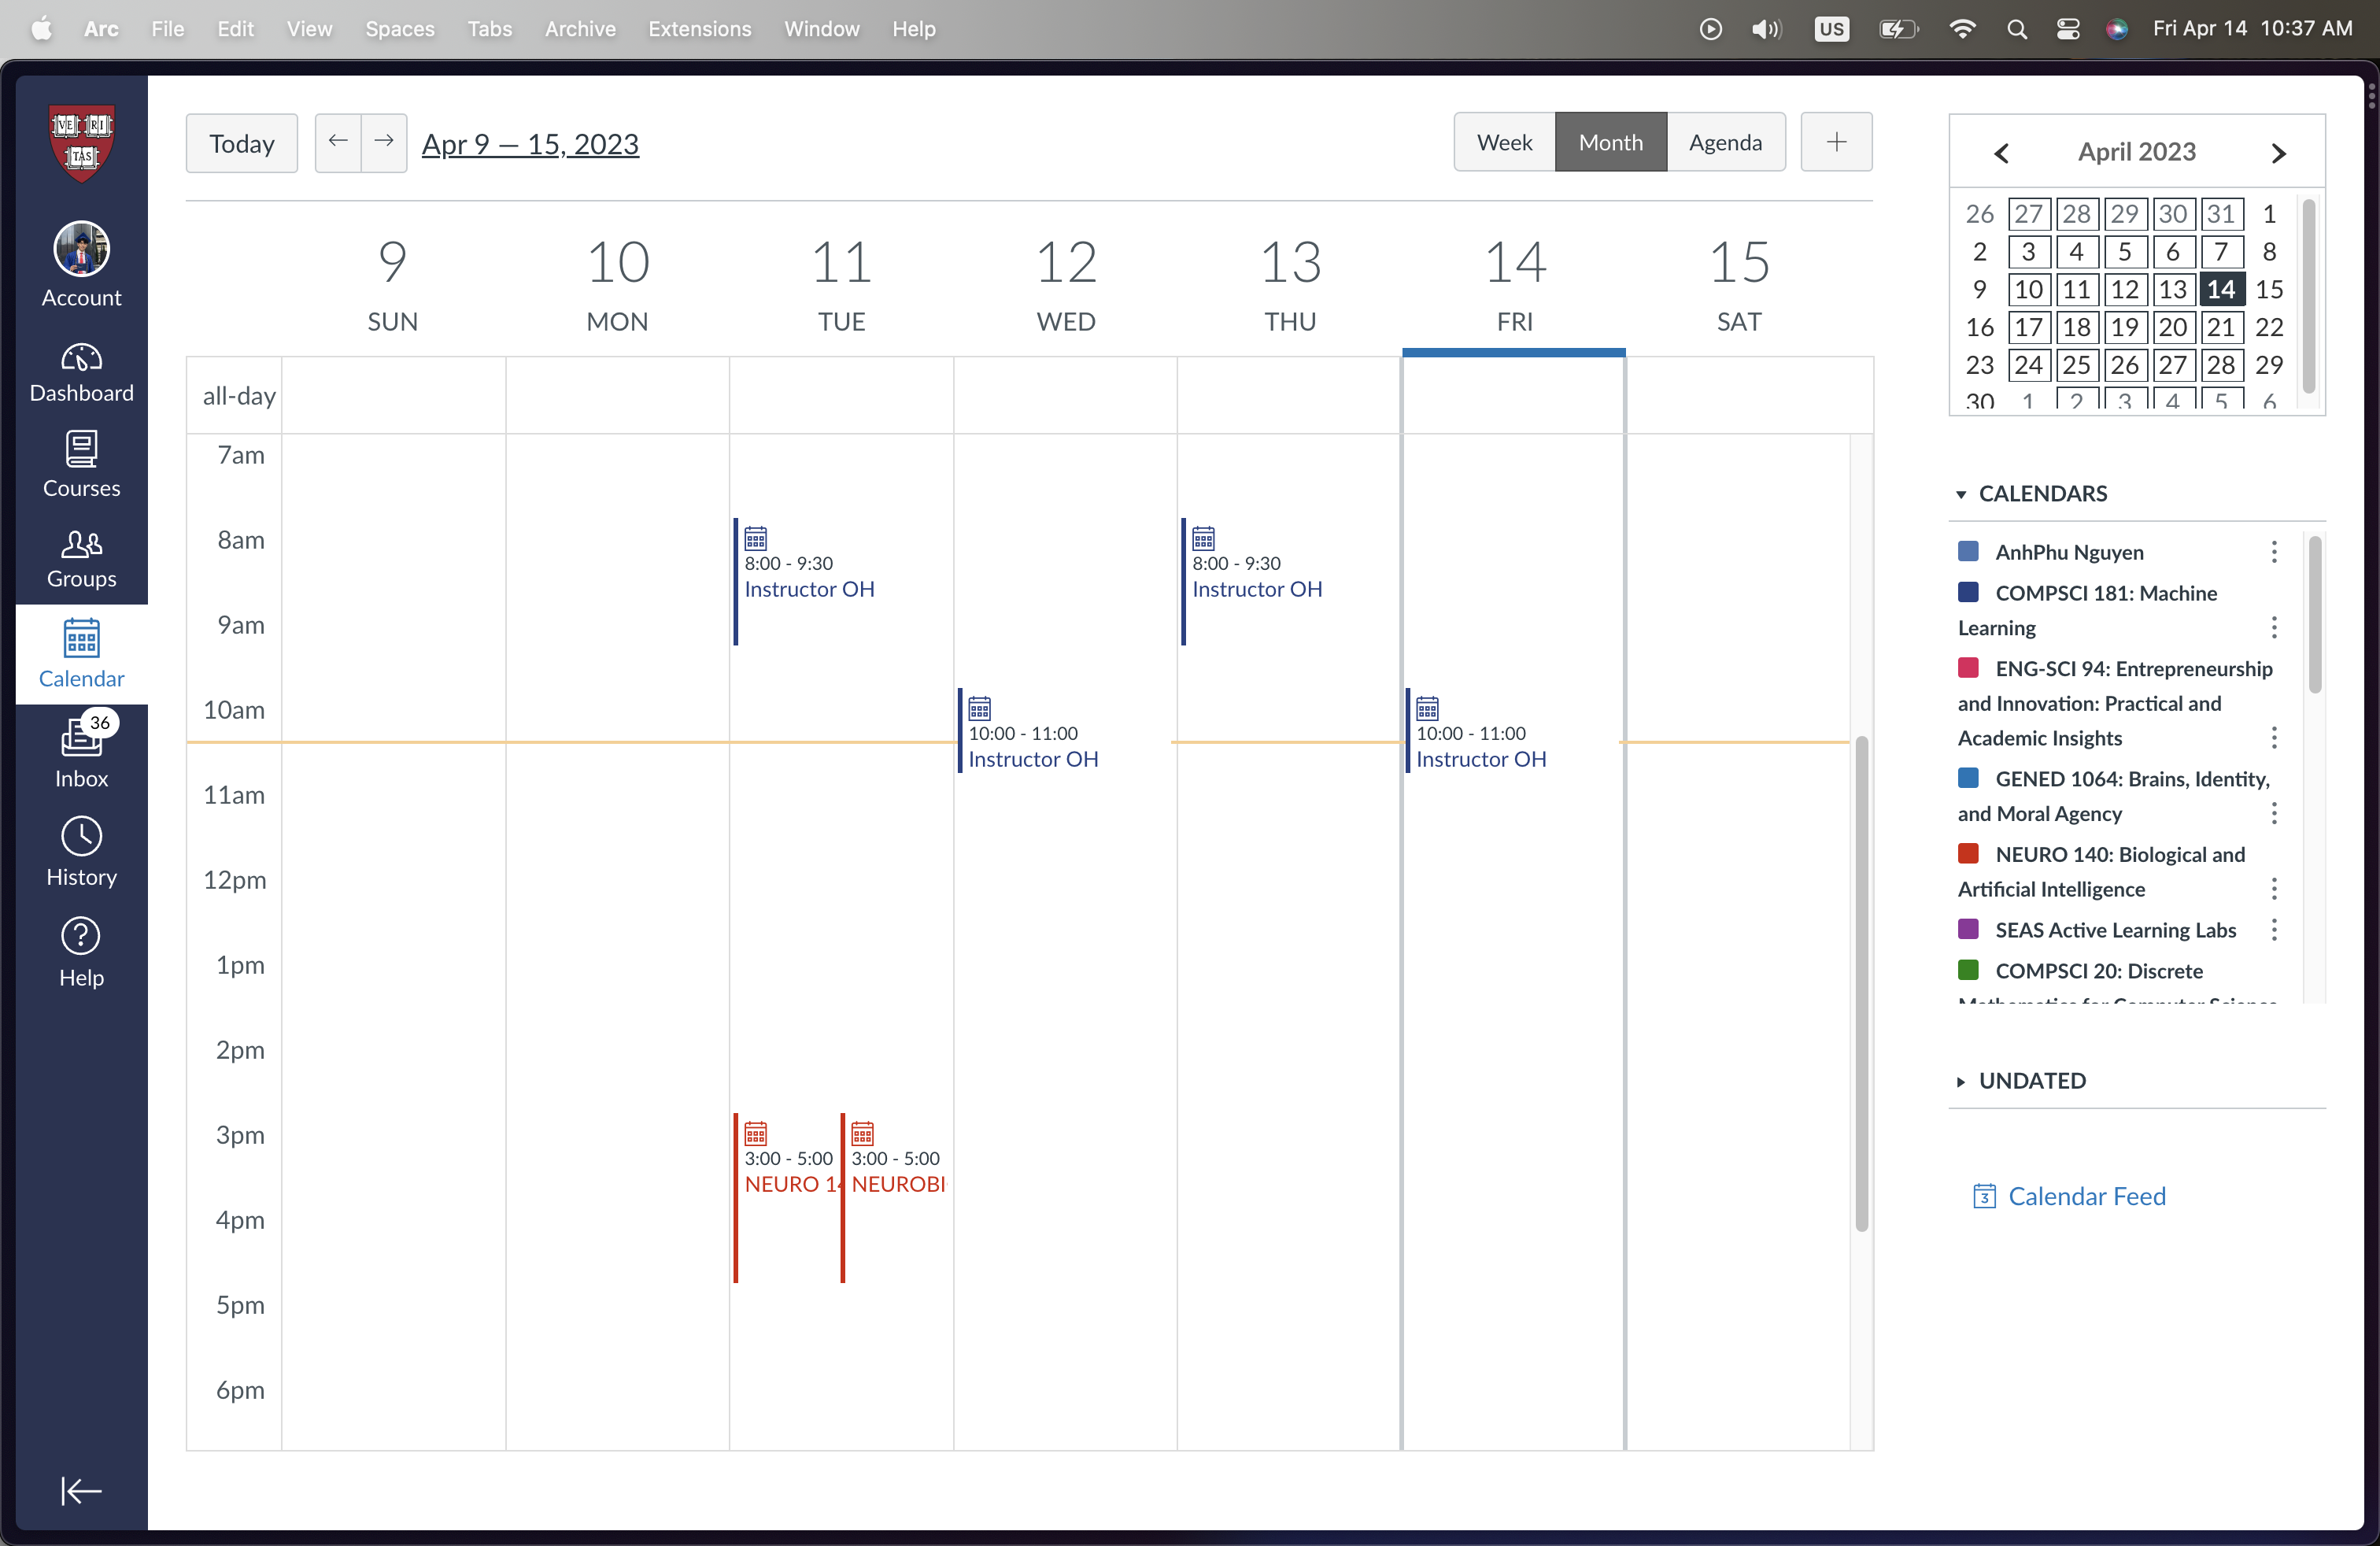 Arc File Edit View Spaces Tabs Archive Extensions Window Help US Fri Apr 14 10:37 AM
VE RI
TAS
Account
Dashboard
Courses
Groups
Calendar
36
Inbox
History
Help
Today
Apr 9 – 15, 2023
Week Month Agenda
9 10 11 12 13 14 15
SUN MON TUE WED THU FRI SAT
all-day
7am
8am
9am
10am
11am
12pm
1pm
2pm
3pm
4pm
5pm
6pm
8:00 - 9:30
Instructor OH
3:00 - 5:00
NEURO 14
3:00 - 5:00
NEUROBI
10:00 - 11:00
Instructor OH
8:00 - 9:30
Instructor OH
10:00 - 11:00
Instructor OH
April 2023
26 27 28 29 30 31 1
2 3 4 5 6 7 8
9 10 11 12 13 14 15
16 17 18 19 20 21 22
23 24 25 26 27 28 29
30 1 2 3 4 5 6
CALENDARS
AnhPhu Nguyen
COMPSCI 181: Machine
Learning
ENG-SCI 94: Entrepreneurship
and Innovation: Practical and
Academic Insights
GENED 1064: Brains, Identity,
and Moral Agency
NEURO 140: Biological and
Artificial Intelligence
SEAS Active Learning Labs
COMPSCI 20: Discrete
Mathematics for Computer Science
UNDATED
3 Calendar Feed